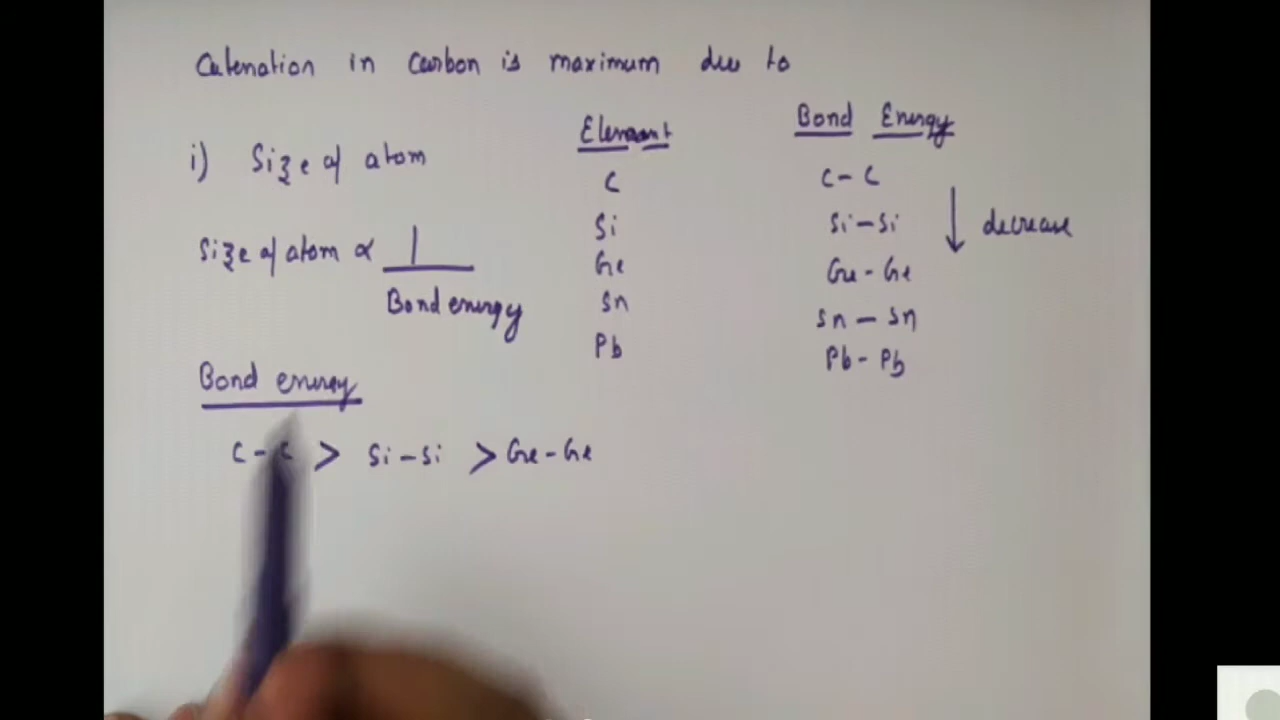 Catenation in Carbon is maximum due to
i) Size of atom
Size of atom ∝ 1
Bond energy
Element
C
Si
Ge
Sn
Pb
Bond Energy
C - C
Si - Si
Ge - Ge
Sn - Sn
Pb - Pb
decrease
Bond energy
C - C > Si - Si > Ge - Ge